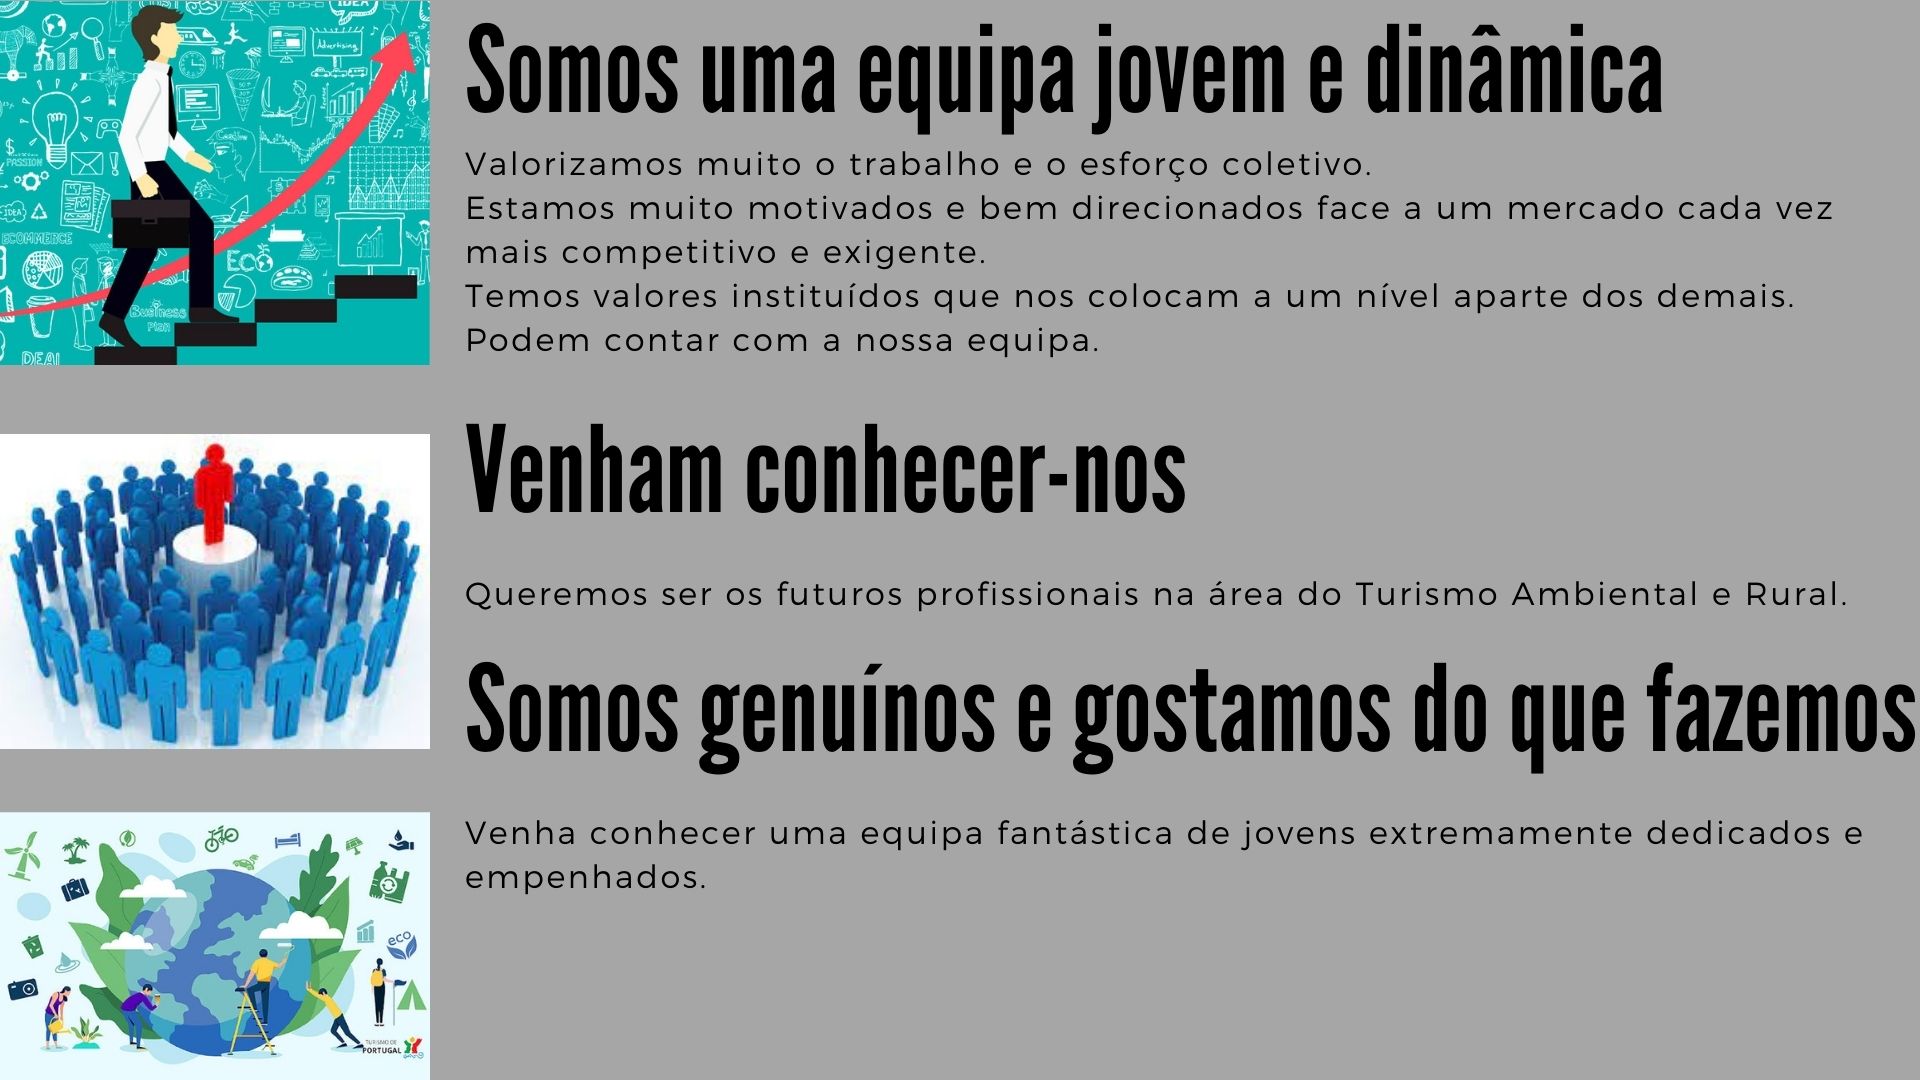 IDEA
Advertising
$
PASSION
IDEA
ECOMMERCE
ECO
Business
Plan
DEAL
Somos uma equipa jovem e dinâmica
Valorizamos muito o trabalho e o esforço coletivo.
Estamos muito motivados e bem direcionados face a um mercado cada vez
mais competitivo e exigente.
Temos valores instituídos que nos colocam a um nível aparte dos demais.
Podem contar com a nossa equipa.
Venham conhecer-nos
Queremos ser os futuros profissionais na área do Turismo Ambiental e Rural.
Somos genuínos e gostamos do que fazemos
Venha conhecer uma equipa fantástica de jovens extremamente dedicados e
empenhados.
eco
TURISMO DE
PORTUGAL